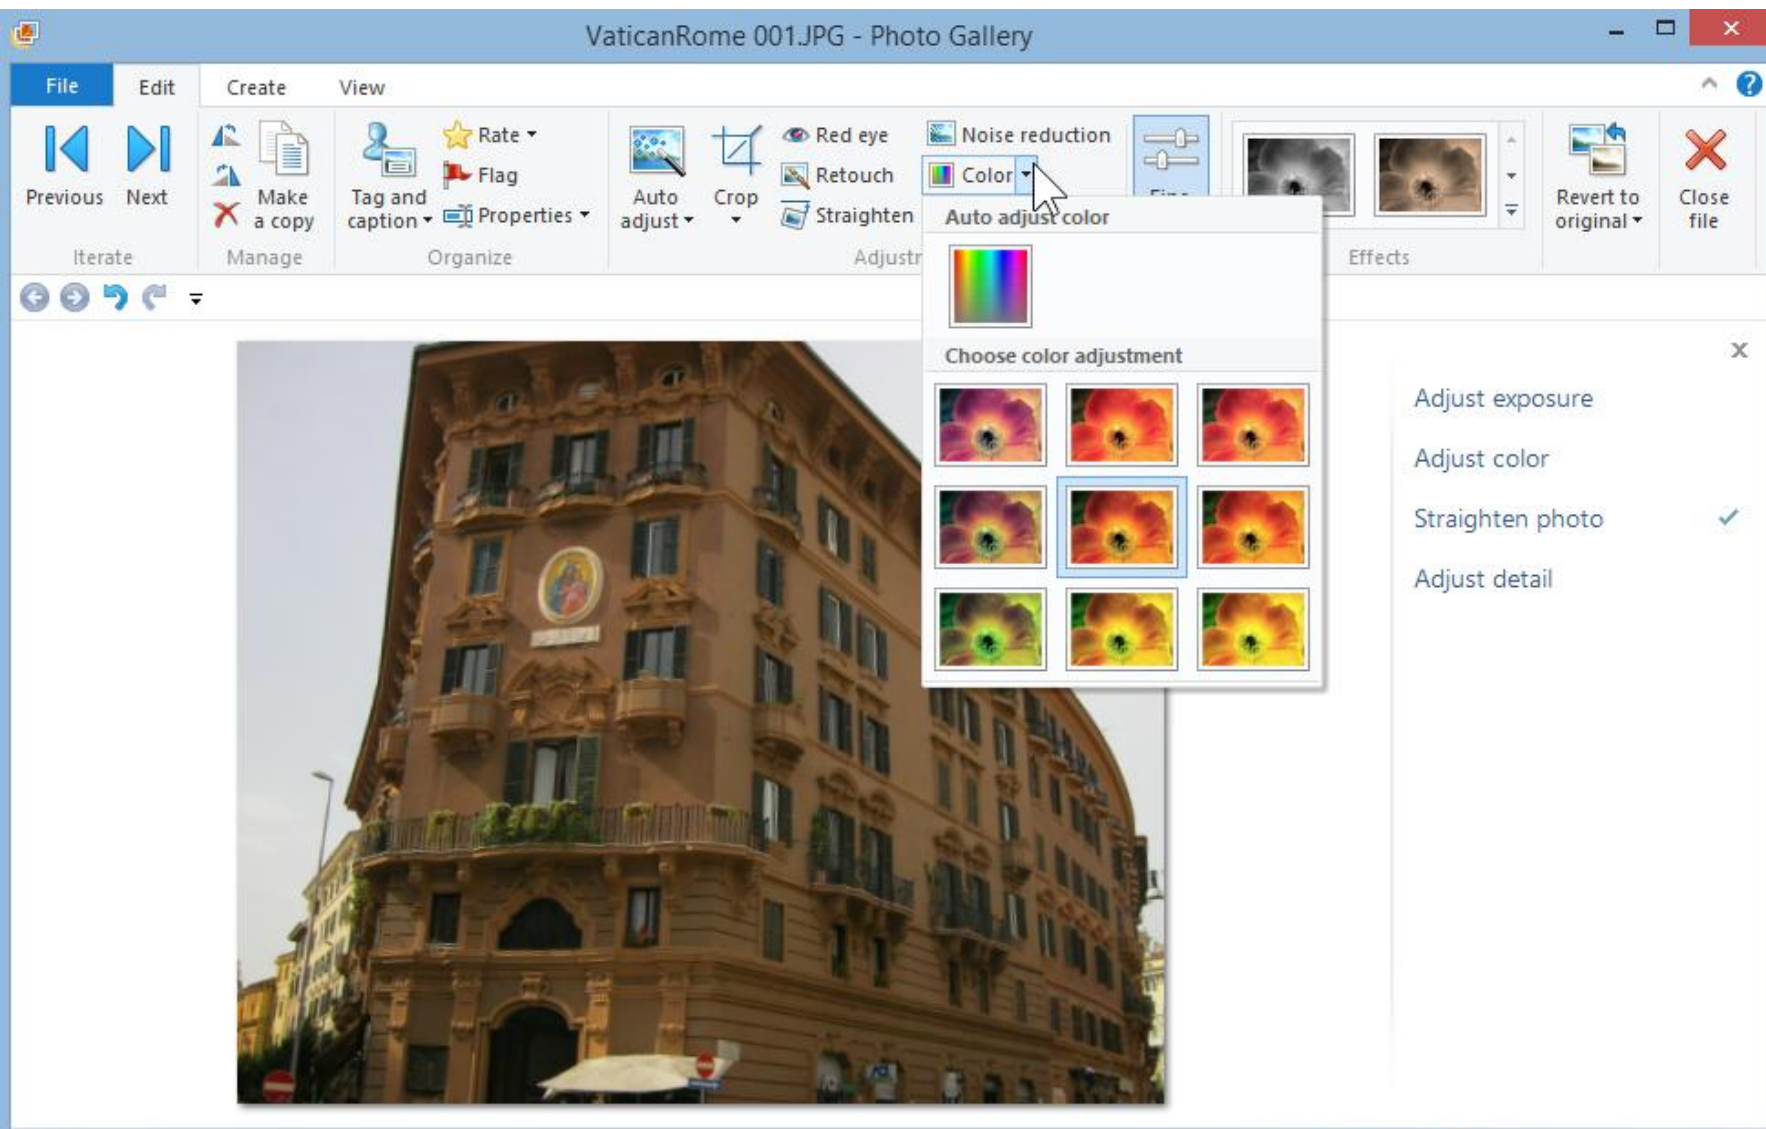 VaticanRome 001.JPG - Photo Gallery
File Edit Create View
Previous
Next
Make
a copy
Tag and
caption
Rate
Flag
Properties
Auto
adjust
Crop
Red eye
Retouch
Straighten
Noise reduction
Color
Revert to
original
Close
file
Iterate
Manage
Organize
Effects
Auto adjust color
Choose color adjustment
Adjust exposure
Adjust color
Straighten photo
Adjust detail